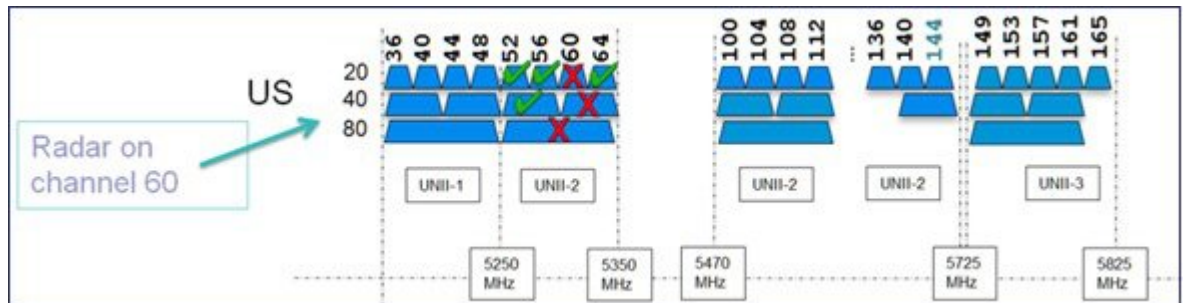 36 40 44 48 52 56 60 64 100 104 108 112 ... 136 140 144 149 153 157 161 165
20
US
40
80
Radar on
channel 60
UNII-1 UNII-2 UNII-2 UNII-2 UNII-3
5250
MHz
5350
MHz
5470
MHz
5725
MHz
5825
MHz